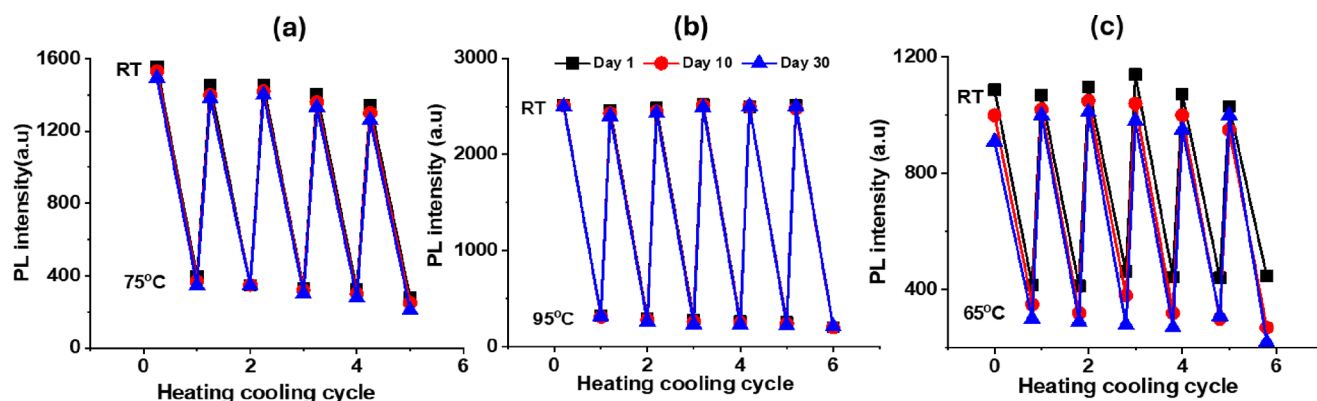 (a)
PL intensity(a.u)
1600
1200
800
400
0
RT
75°C
0 2 4 6
Heating cooling cycle
(b)
PL intensity (a.u)
3000
2000
1000
0
Day 1 Day 10 Day 30
RT
95°C
0 2 4 6
Heating cooling cycle
(c)
PL intensity (a.u)
1200
800
400
RT
65°C
0 2 4 6
Heating cooling cycle